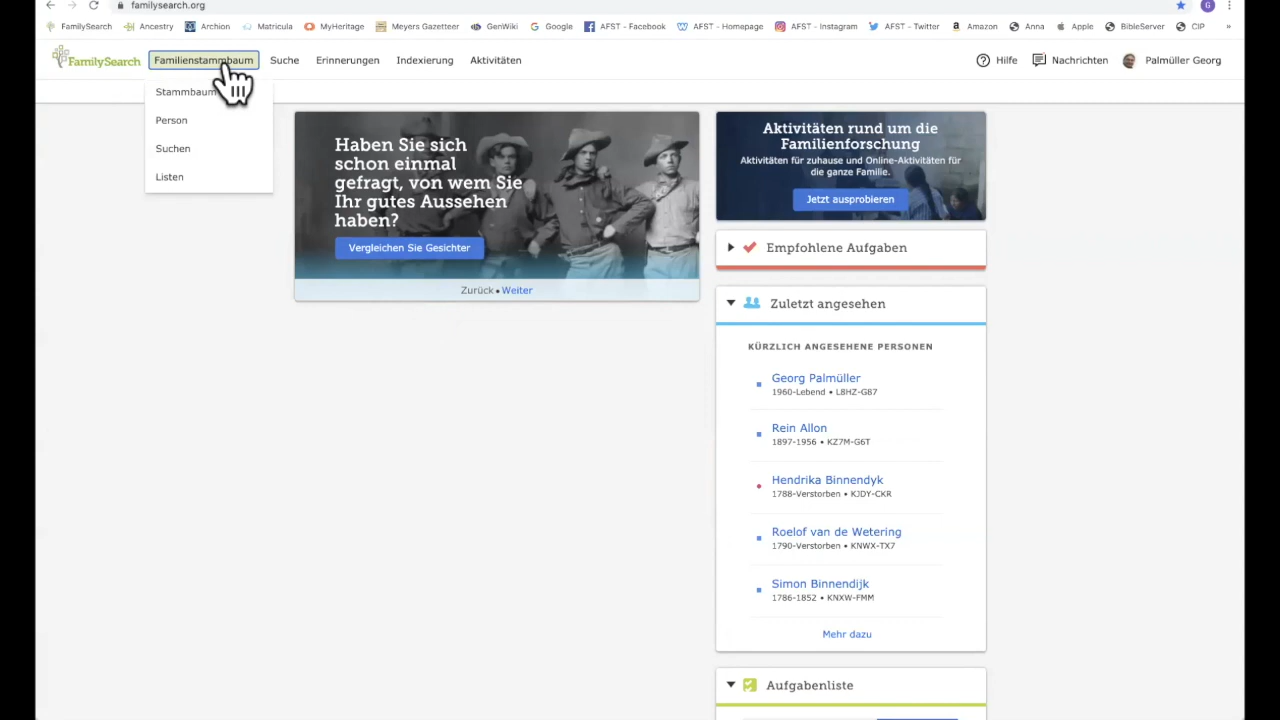 familysearch.org
FamilySearch Ancestry Archion Matricula MyHeritage Meyers Gazetteer GenWiki Google AFST - Facebook AFST - Homepage AFST - Instagram AFST - Twitter Amazon Anna Apple BibleServer CIP »
G
FamilySearch Familienstammbaum Suche Erinnerungen Indexierung Aktivitäten Hilfe Nachrichten Palmüller Georg
Stammbaum
Person
Suchen
Listen
Haben Sie sich
schon einmal
gefragt, von wem Sie
Ihr gutes Aussehen
haben?
Vergleichen Sie Gesichter
Zurück • Weiter
Aktivitäten rund um die
Familienforschung
Aktivitäten für zuhause und Online-Aktivitäten für
die ganze Familie.
Jetzt ausprobieren
Empfohlene Aufgaben
Zuletzt angesehen
KÜRZLICH ANGESEHENE PERSONEN
Georg Palmüller
1960-Lebend • L8HZ-G87
Rein Allon
1897-1956 • KZ7M-G6T
Hendrika Binnendyk
1788-Verstorben • KJDY-CKR
Roelof van de Wetering
1790-Verstorben • KNWX-TX7
Simon Binnendijk
1786-1852 • KNXW-FMM
Mehr dazu
Aufgabenliste